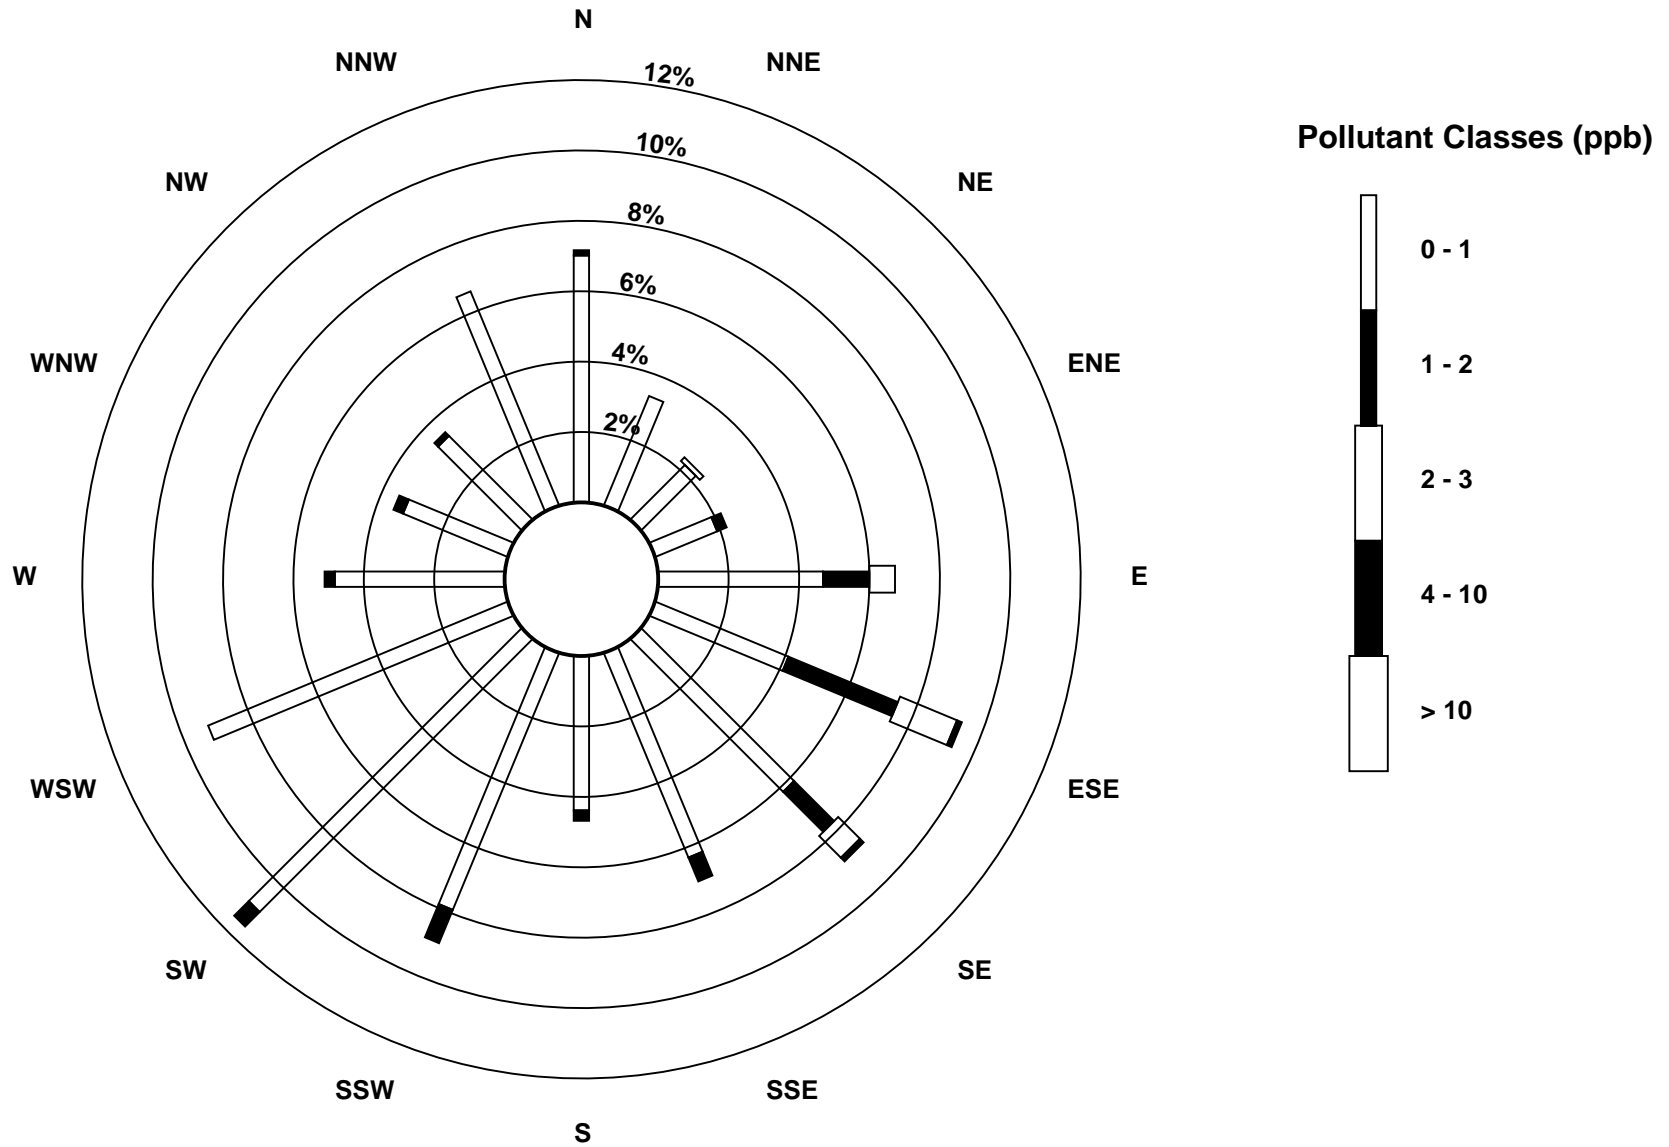 N
NNW
NNE
12%
10%
Pollutant Classes (ppb)
NW
NE
8%
0 - 1
6%
4%
WNW
ENE
1 - 2
2%
2 - 3
W
E
4 - 10
> 10
WSW
ESE
SW
SE
SSW
SSE
S